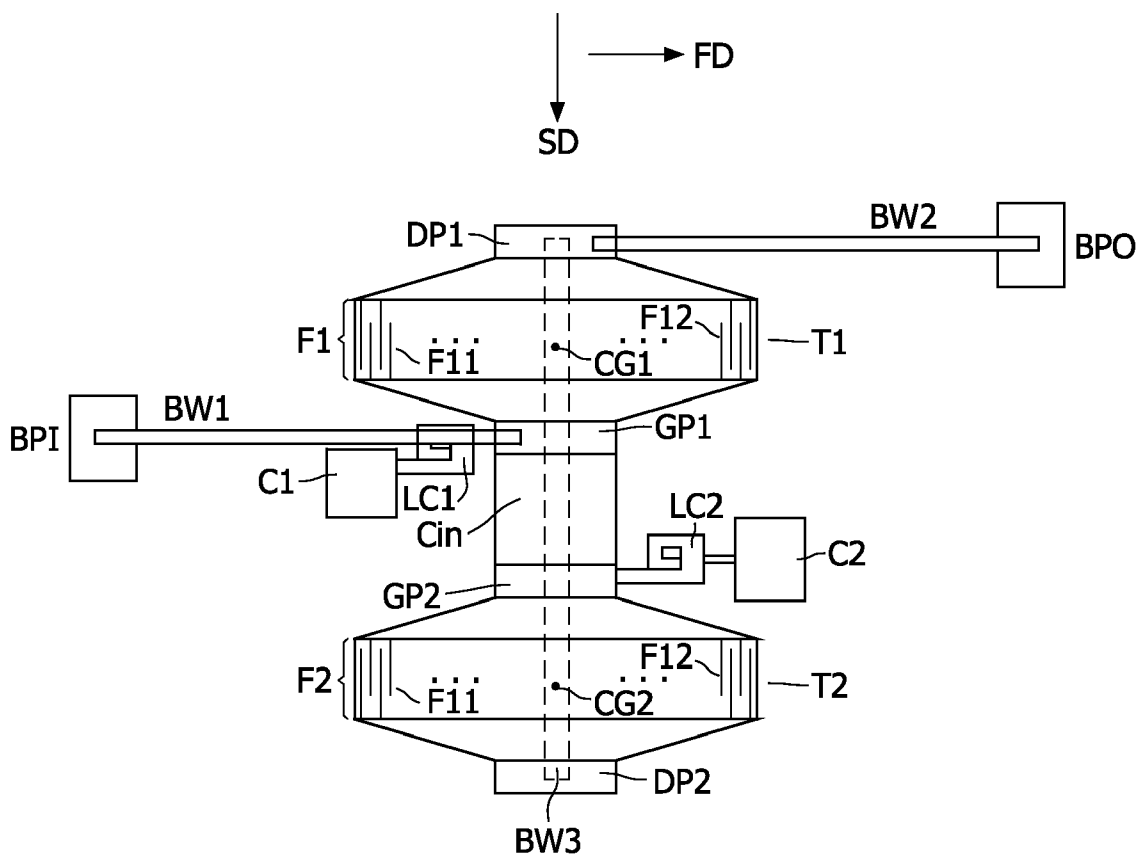 FD
SD
DP1
BW2
BPO
F1
F11
...
...
F12
CG1
T1
BPI
BW1
GP1
C1
LC1
Cin
LC2
C2
GP2
F2
F11
...
...
F12
CG2
T2
DP2
BW3